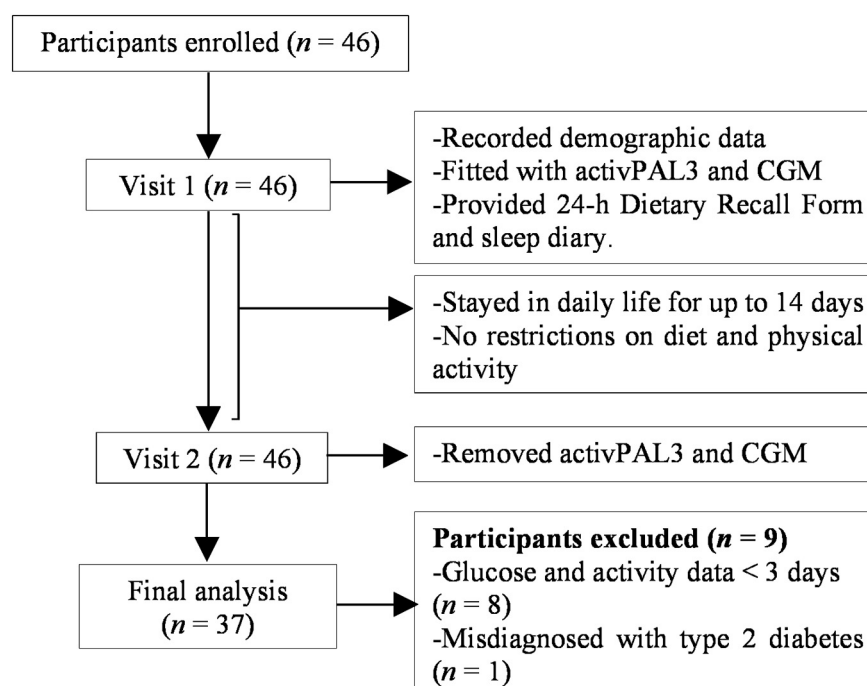 Participants enrolled (n = 46)
Visit 1 (n = 46)
-Recorded demographic data
-Fitted with activPAL3 and CGM
-Provided 24-h Dietary Recall Form
and sleep diary.
-Stayed in daily life for up to 14 days
-No restrictions on diet and physical
activity
Visit 2 (n = 46)
-Removed activPAL3 and CGM
Final analysis
(n = 37)
Participants excluded (n = 9)
-Glucose and activity data < 3 days
(n = 8)
-Misdiagnosed with type 2 diabetes
(n = 1)